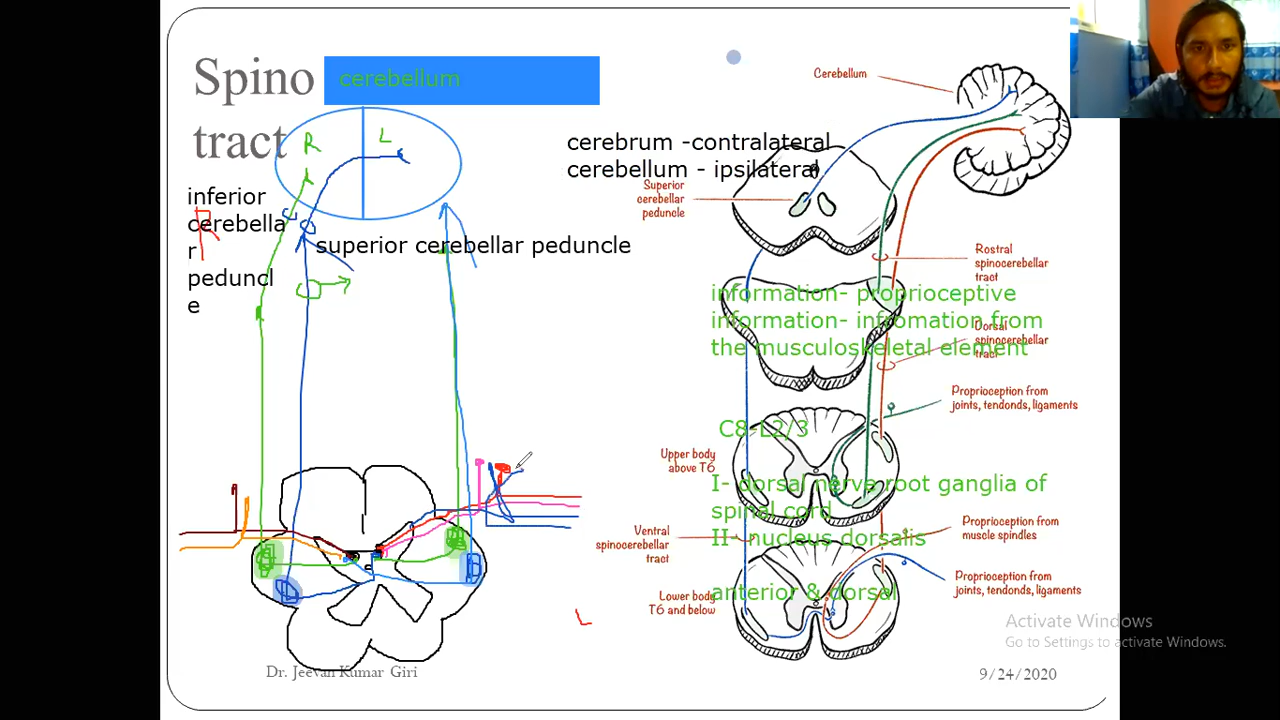 Spino
tract
cerebellum
R
L
inferior
cerebella
r
peduncl
e
R
superior cerebellar peduncle
cerebrum -contralateral
cerebellum - ipsilateral
Cerebellum
Superior
cerebellar
peduncle
Rostral
spinocerebellar
tract
information- proprioceptive
information- infromation from
the musculoskeletal element
Dorsal
spinocerebellar
tract
Proprioception from
joints, tendonds, ligaments
C8-L2/3
Upper body
above T6
I- dorsal nerve root ganglia of
spinal cord
II- nucleus dorsalis
Ventral
spinocerebellar
tract
Proprioception from
muscle spindles
Proprioception from
joints, tendonds, ligaments
anterior & dorsal
Lower body
T6 and below
L
Activate Windows
Go to Settings to activate Windows.
Dr. Jeevan Kumar Giri
9/24/2020